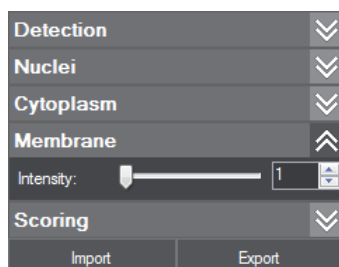 Detection
Nuclei
Cytoplasm
Membrane
Intensity: 1
Scoring
Import Export